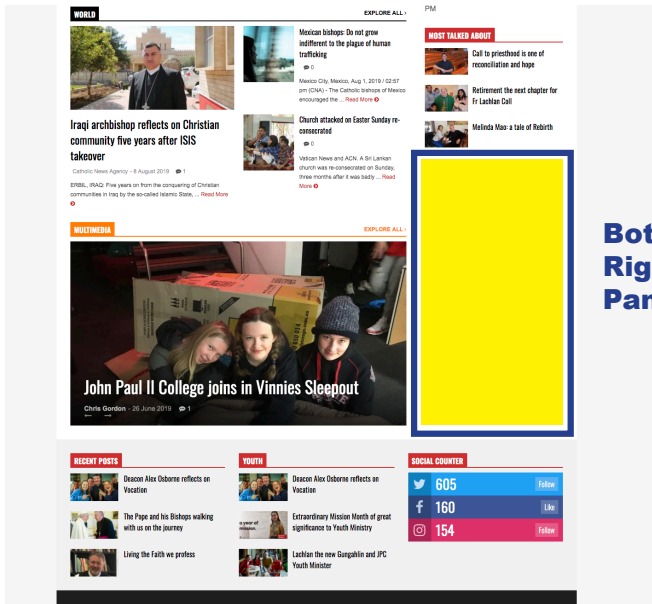 WORLD
EXPLORE ALL ›
Iraqi archbishop reflects on Christian
community five years after ISIS
takeover
Catholic News Agency - 8 August 2019 1
ERBIL, IRAQ: Five years on from the conquering of Christian
communities in Iraq by the so-called Islamic State, ... Read More
Mexican bishops: Do not grow
indifferent to the plague of human
trafficking
0
Mexico City, Mexico, Aug 1, 2019 / 02:57
pm (CNA) - The Catholic bishops of Mexico
encouraged the ... Read More
Church attacked on Easter Sunday re-
consecrated
0
Vatican News and ACN. A Sri Lankan
church was re-consecrated on Sunday,
three months after it was badly ... Read
More
PM
MOST TALKED ABOUT
Call to priesthood is one of
reconciliation and hope
Retirement the next chapter for
Fr Lachlan Coll
Melinda Mao: a tale of Rebirth
Bot
Rig
Pan
MULTIMEDIA
EXPLORE ALL ›
John Paul II College joins in Vinnies Sleepout
Chris Gordon - 26 June 2019 1
RECENT POSTS
Deacon Alex Osborne reflects on
Vocation
The Pope and his Bishops walking
with us on the journey
Living the Faith we profess
YOUTH
Deacon Alex Osborne reflects on
Vocation
a year of
mission.
Extraordinary Mission Month of great
significance to Youth Ministry
Lachlan the new Gungahlin and JPC
Youth Minister
SOCIAL COUNTER
605 Follow
160 Like
154 Follow